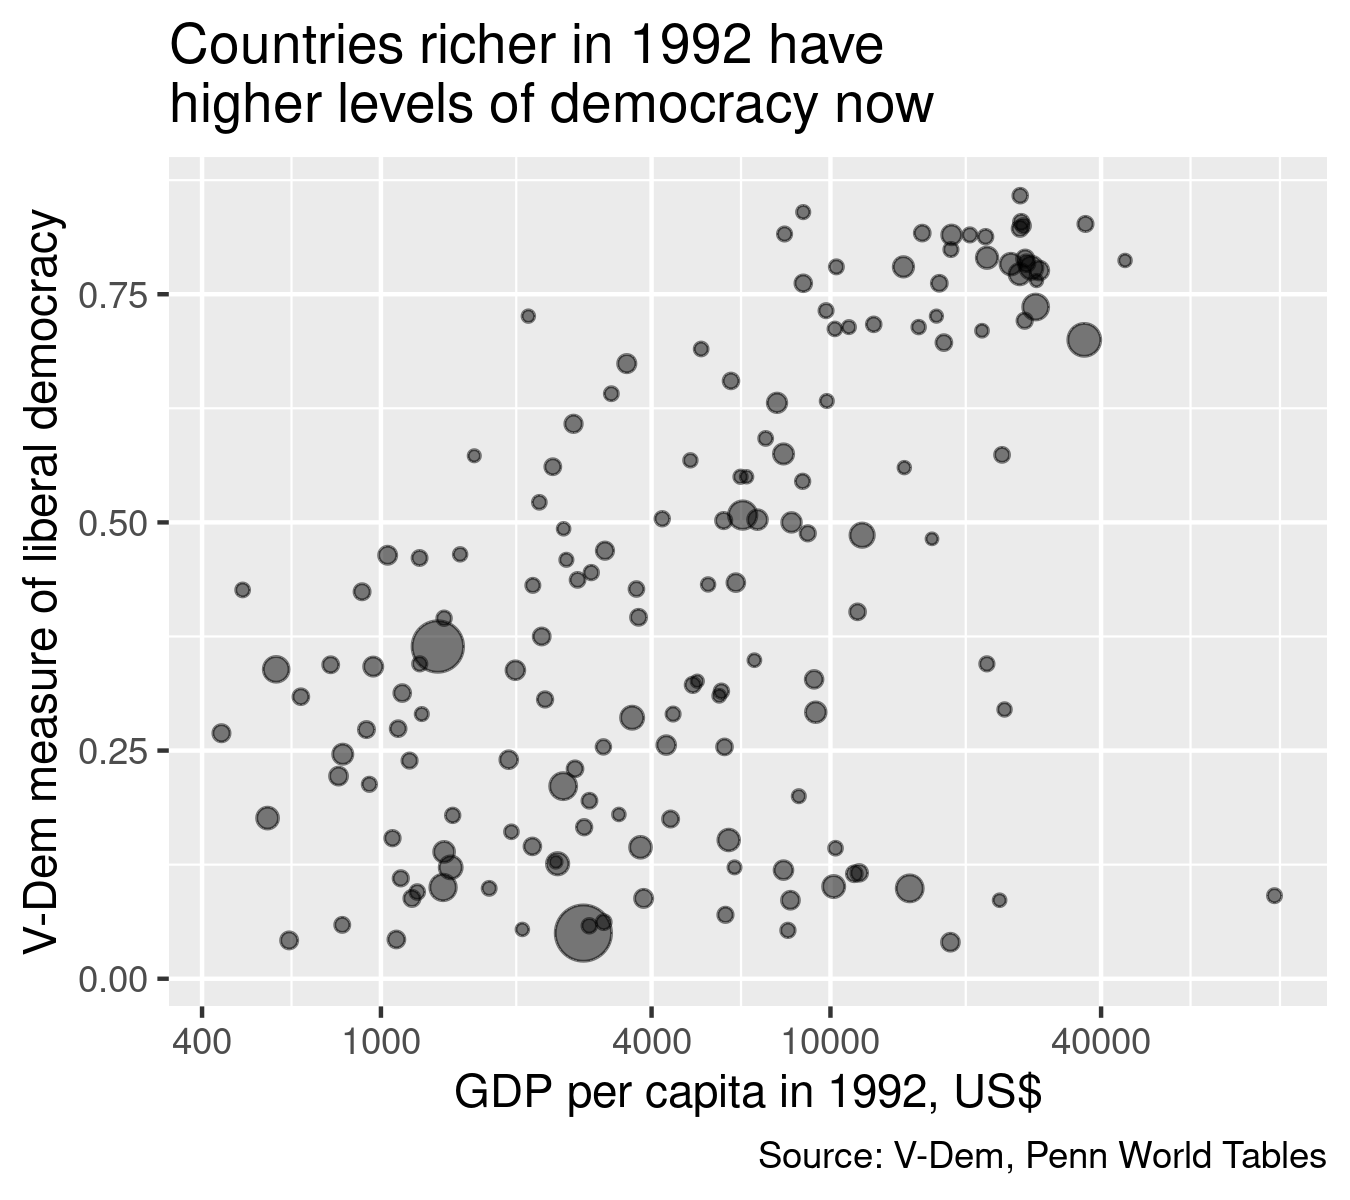 Countries richer in 1992 have
higher levels of democracy now
V-Dem measure of liberal democracy
0.75
0.50
0.25
0.00
400 1000 4000 10000 40000
GDP per capita in 1992, US$
Source: V-Dem, Penn World Tables